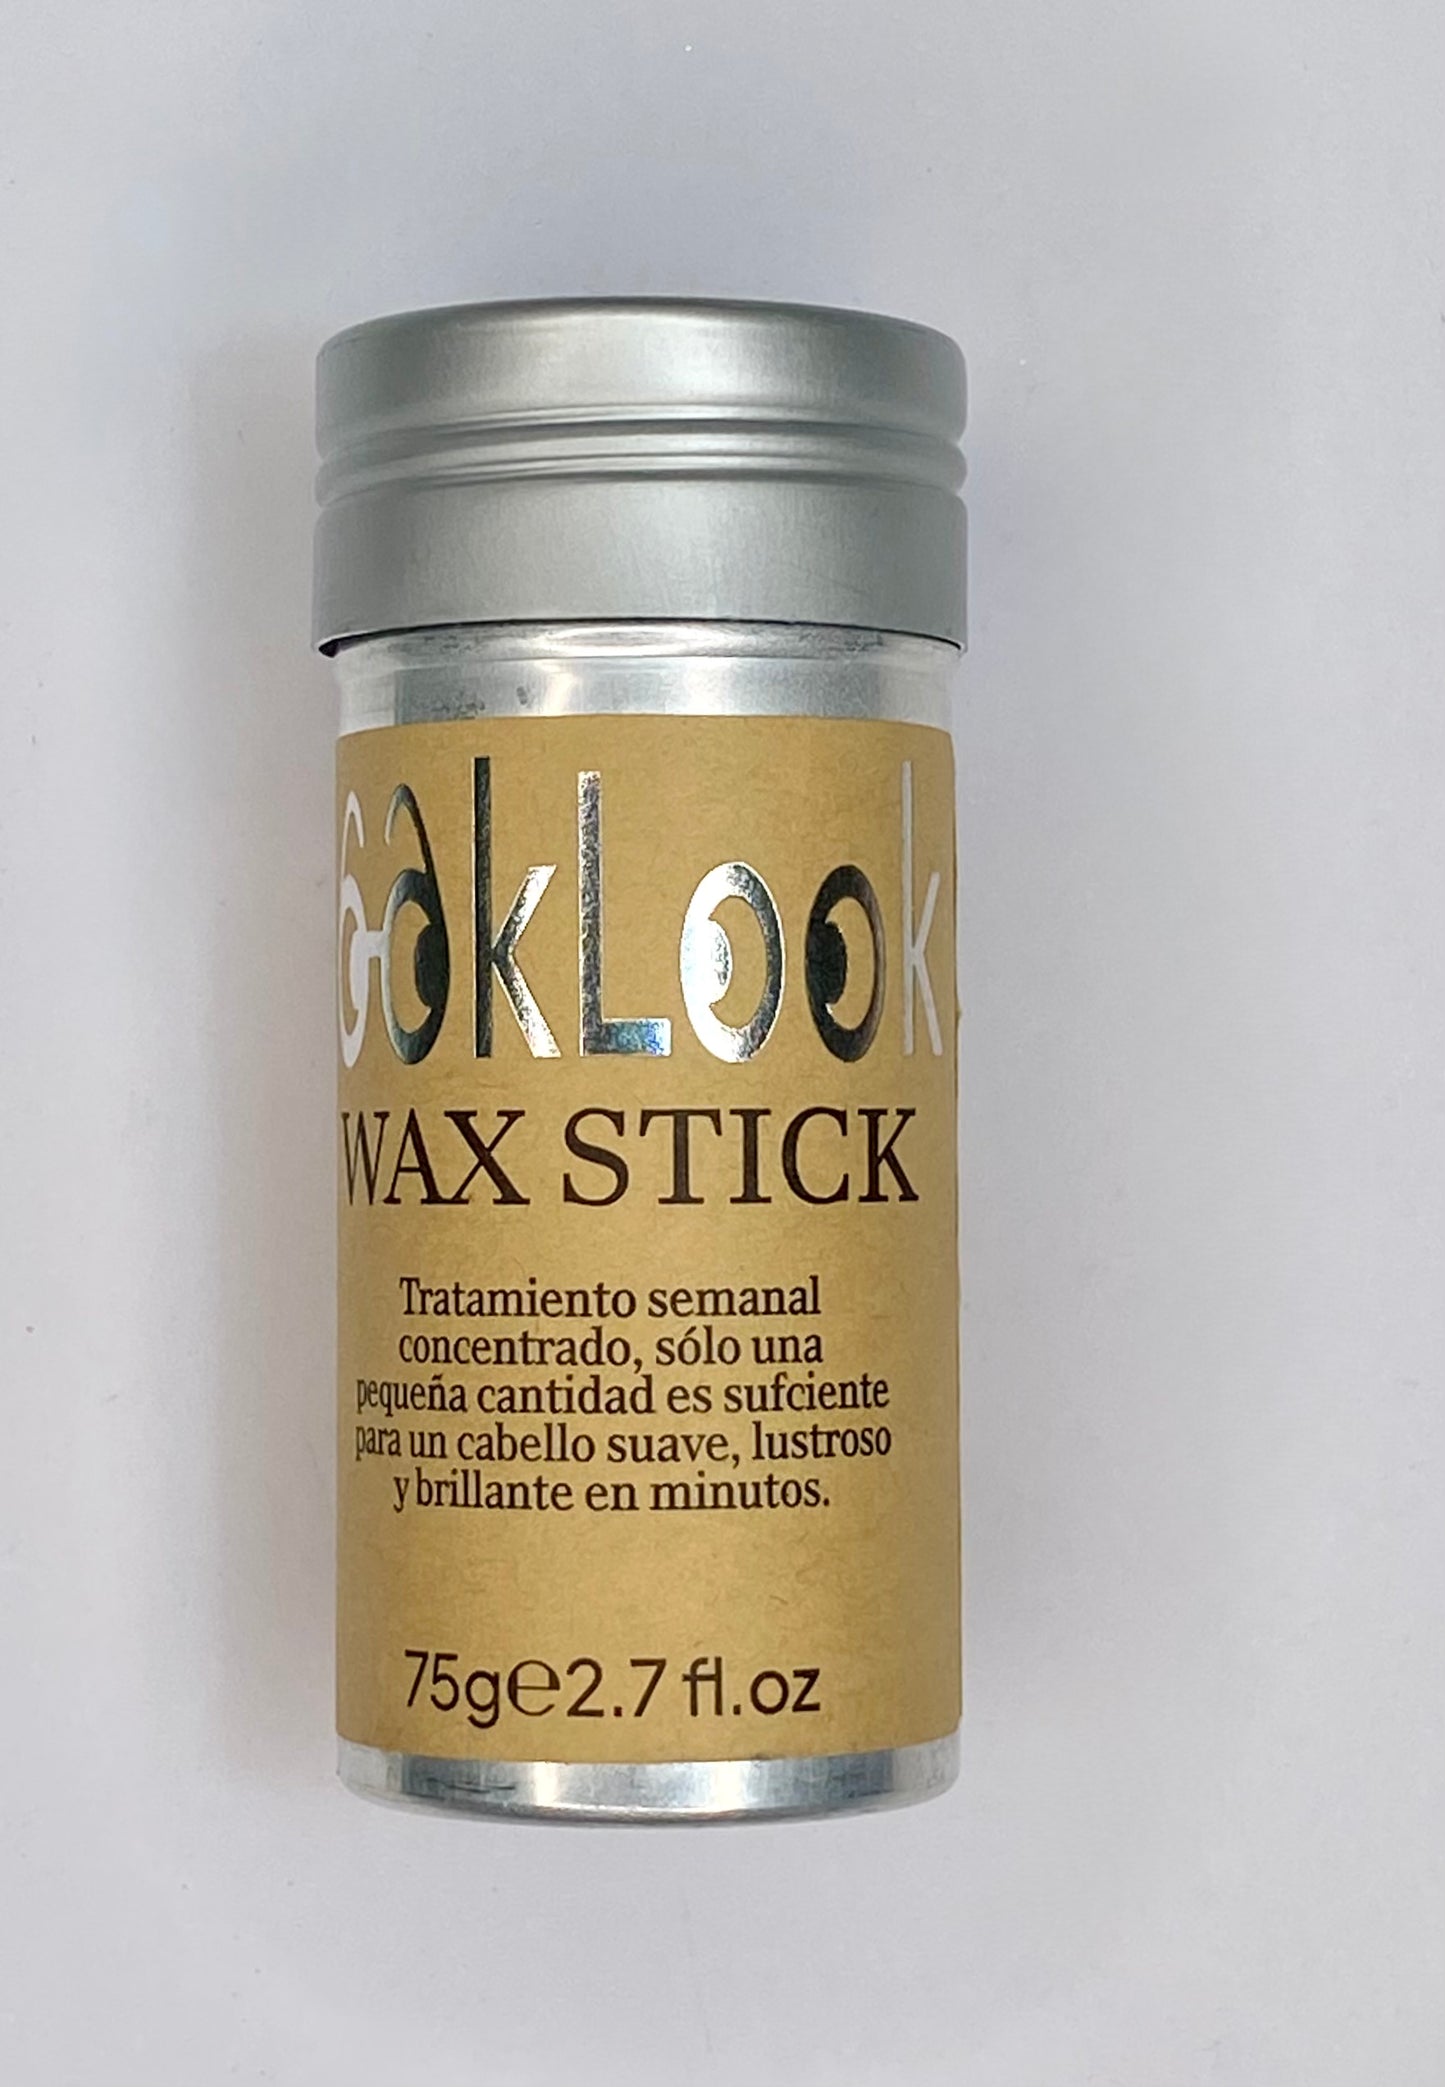 WAX STICK
Tratamiento semanal
concentrado, sólo una
pequeña cantidad es sufciente
para un cabello suave, lustroso
y brillante en minutos.
75g℮2.7 fl.oz